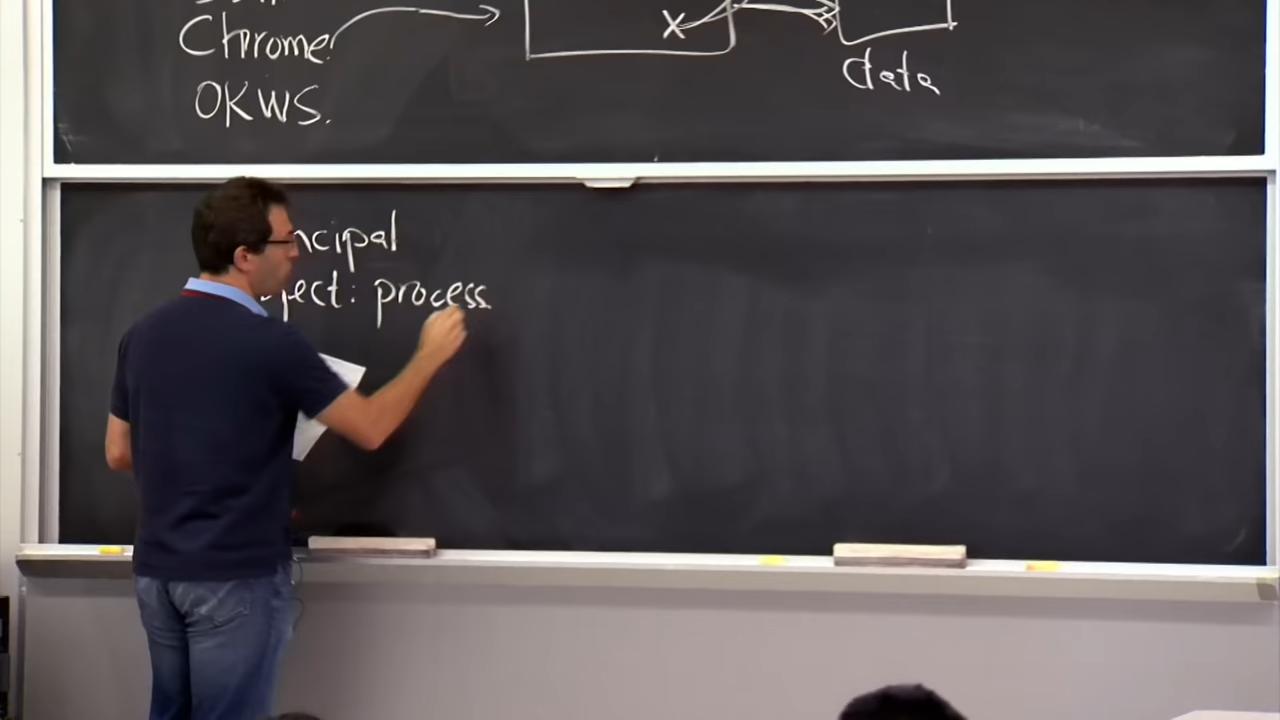 Chrome
OKWS.
X
data
ncipal
ject: process